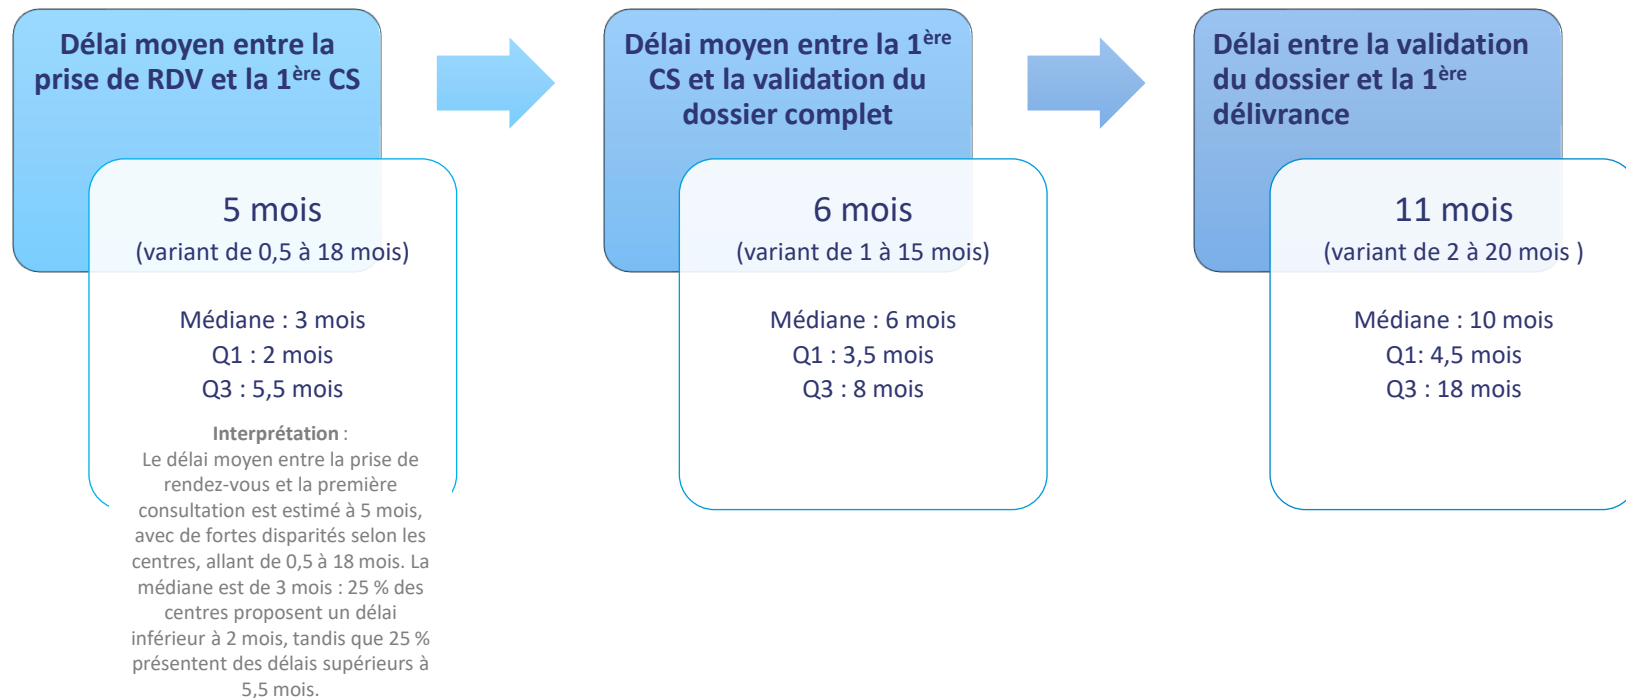 Délai moyen entre la
prise de RDV et la 1ère CS
5 mois
(variant de 0,5 à 18 mois)
Médiane : 3 mois
Q1 : 2 mois
Q3 : 5,5 mois
Interprétation :
Le délai moyen entre la prise de
rendez-vous et la première
consultation est estimé à 5 mois,
avec de fortes disparités selon les
centres, allant de 0,5 à 18 mois. La
médiane est de 3 mois : 25 % des
centres proposent un délai
inférieur à 2 mois, tandis que 25 %
présentent des délais supérieurs à
5,5 mois.
Délai moyen entre la 1ère
CS et la validation du
dossier complet
6 mois
(variant de 1 à 15 mois)
Médiane : 6 mois
Q1 : 3,5 mois
Q3 : 8 mois
Délai entre la validation
du dossier et la 1ère
délivrance
11 mois
(variant de 2 à 20 mois )
Médiane : 10 mois
Q1: 4,5 mois
Q3 : 18 mois